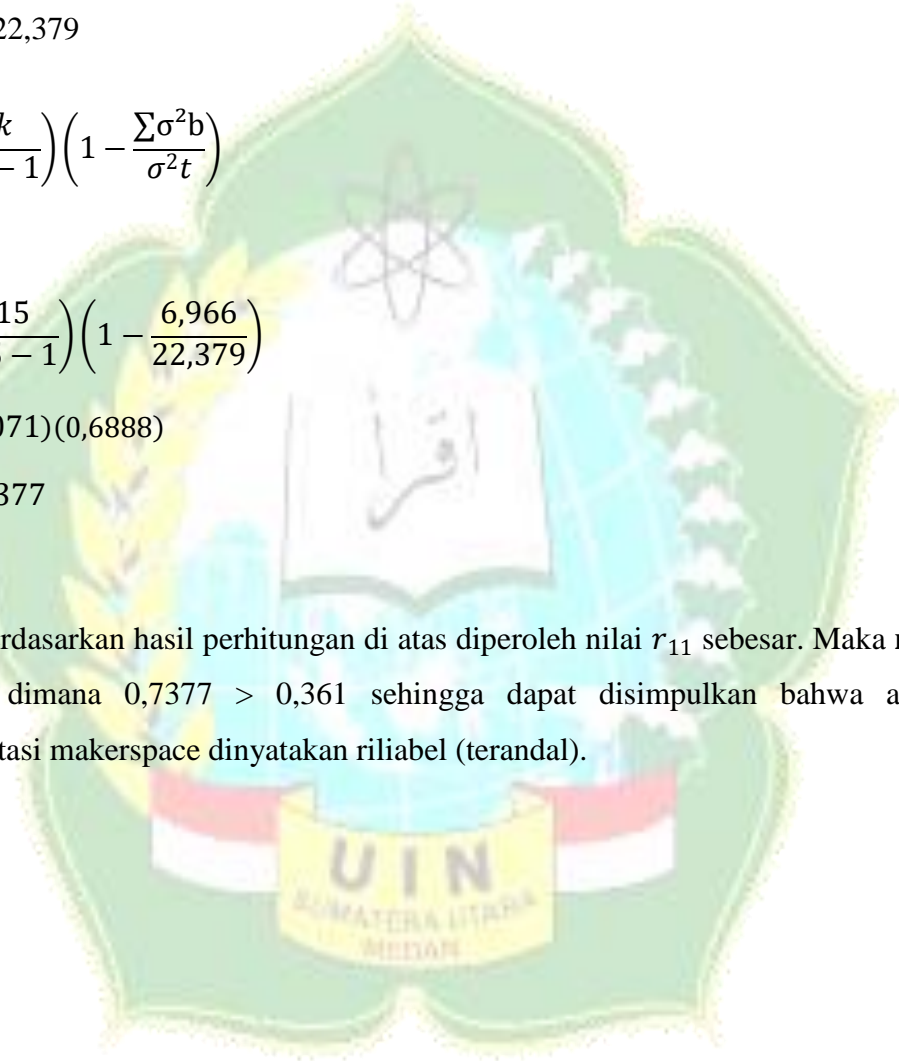 22,379
k
– 1)(1 – ∑σ²b/σ²t)
15
– 1)(1 – 6,966/22,379)
071)(0,6888)
377
rdasarkan hasil perhitungan di atas diperoleh nilai r₁₁ sebesar. Maka
dimana 0,7377 > 0,361 sehingga dapat disimpulkan bahwa a
tasi makerspace dinyatakan riliabel (terandal).
اقرأ
UIN
SUMATERA UTARA
MEDAN